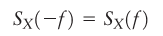 S_X(−f) = S_X(f)